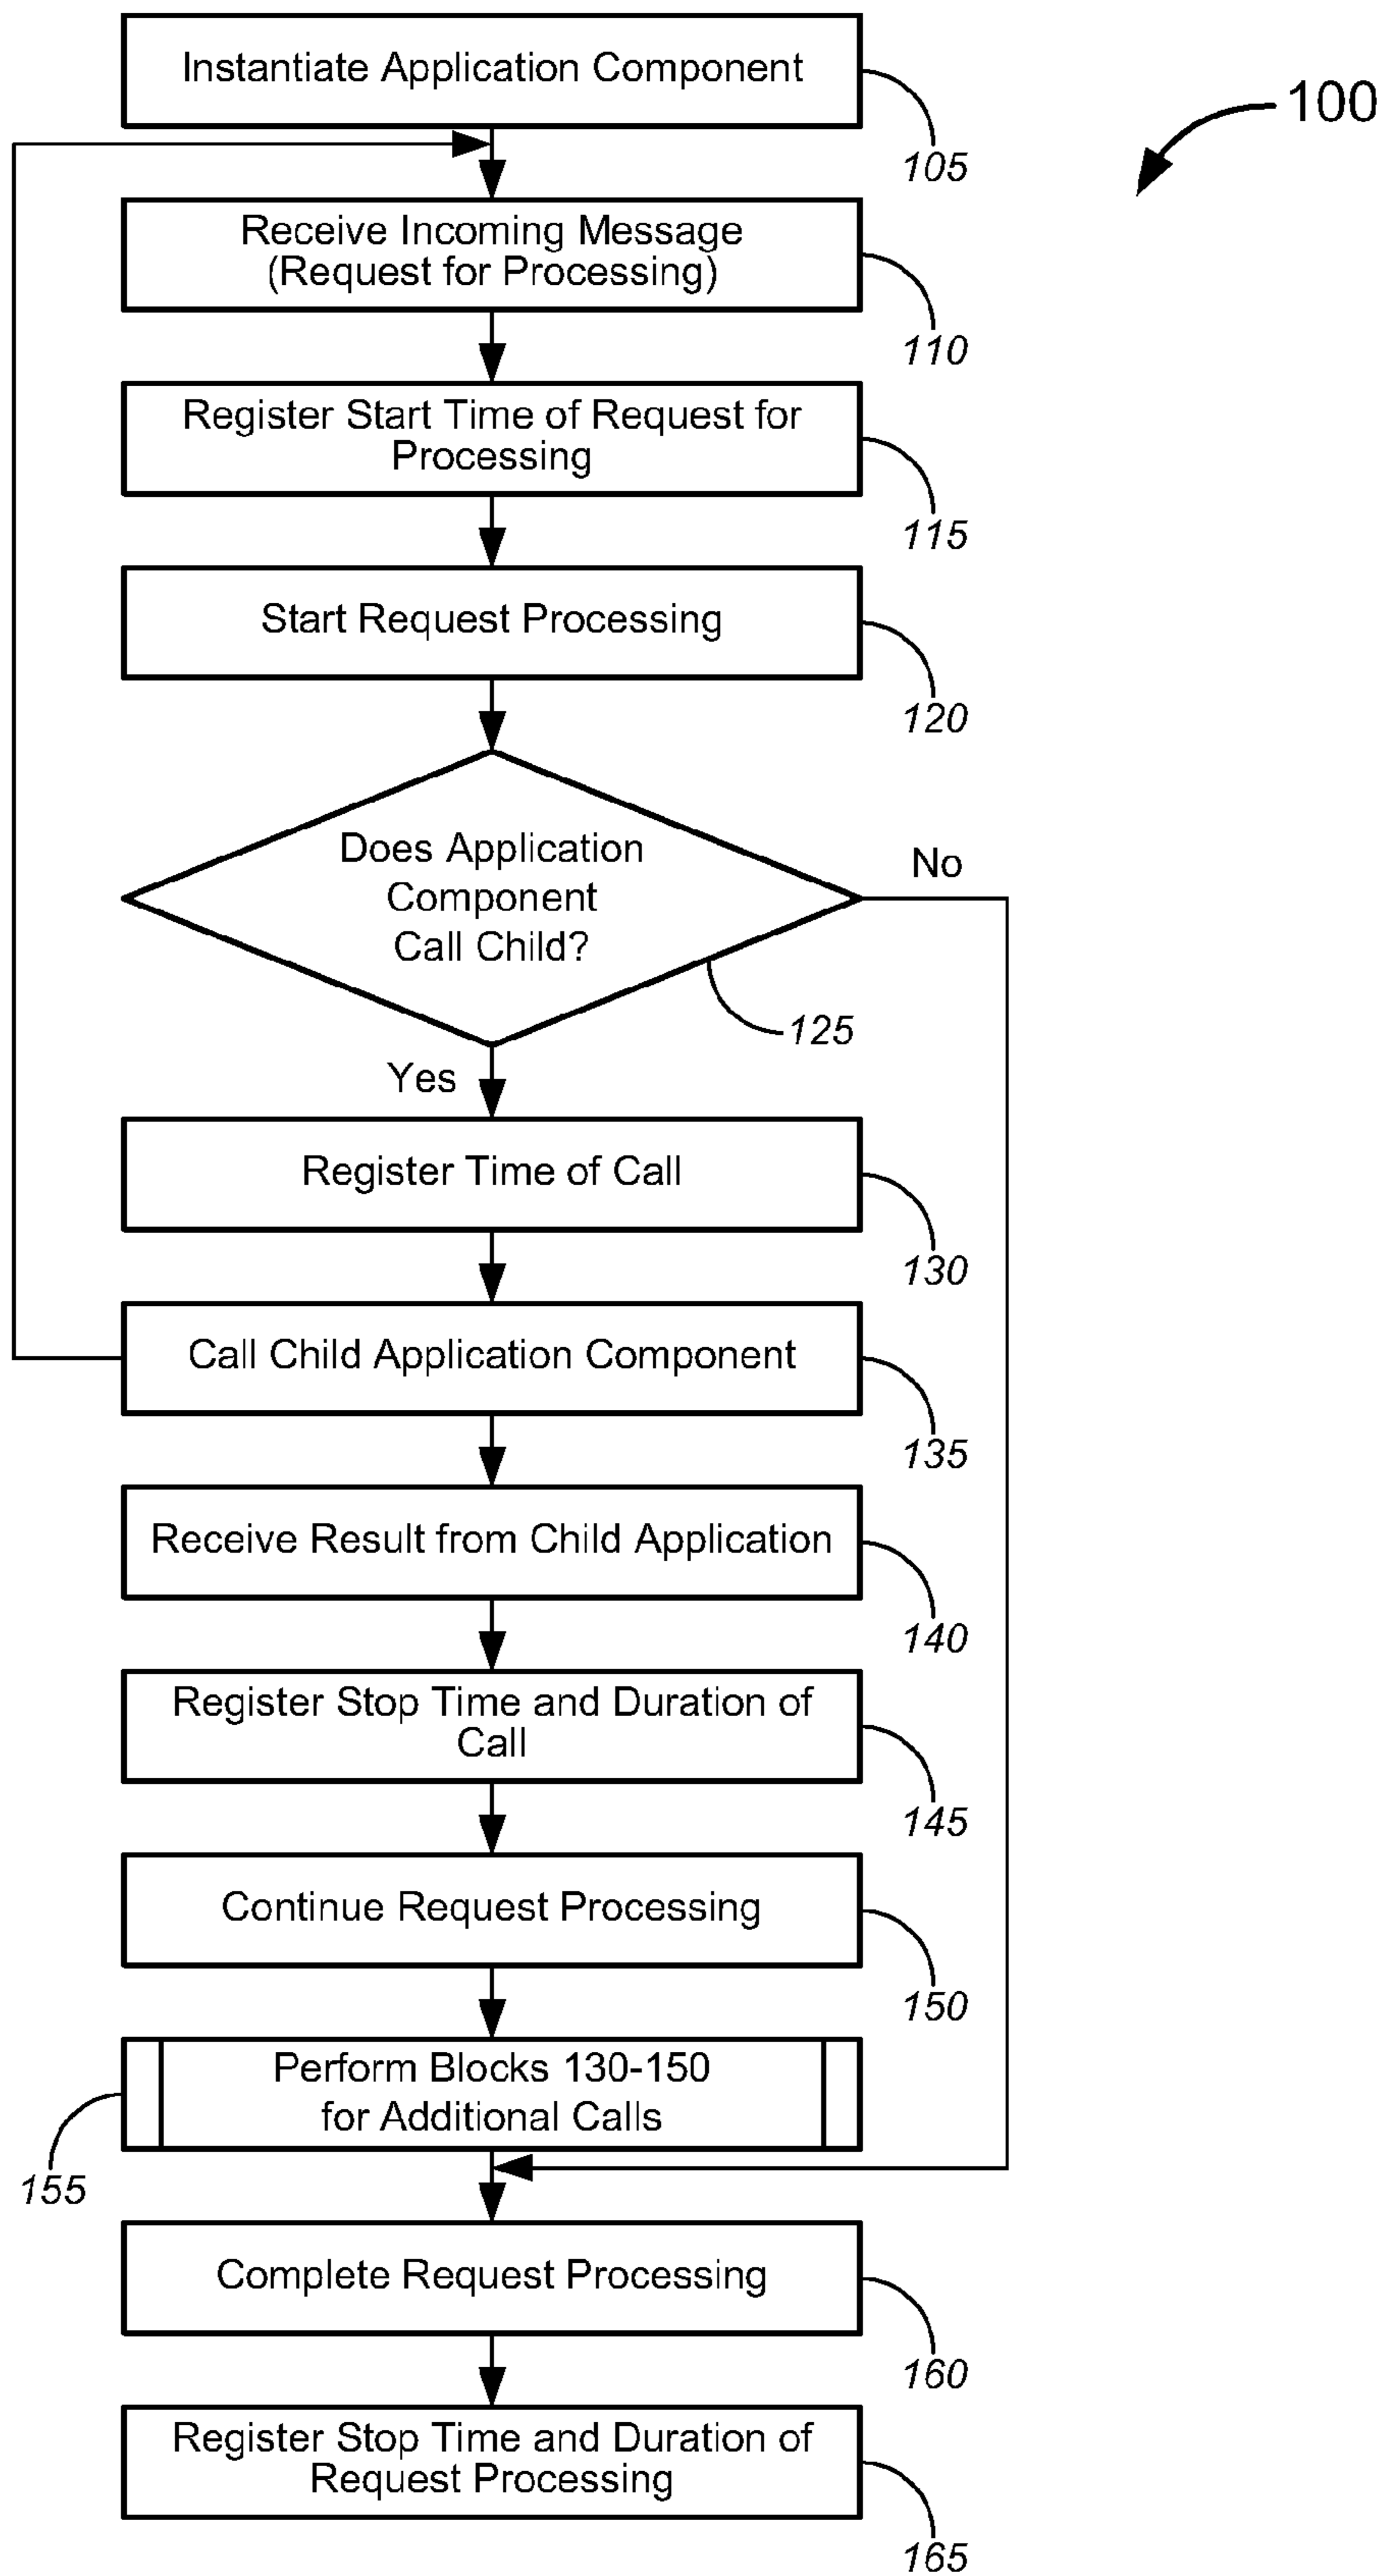 Instantiate Application Component
100
105
Receive Incoming Message
(Request for Processing)
110
Register Start Time of Request for
Processing
115
Start Request Processing
120
Does Application
Component
Call Child?
No
125
Yes
Register Time of Call
130
Call Child Application Component
135
Receive Result from Child Application
140
Register Stop Time and Duration of
Call
145
Continue Request Processing
150
Perform Blocks 130-150
for Additional Calls
155
Complete Request Processing
160
Register Stop Time and Duration of
Request Processing
165